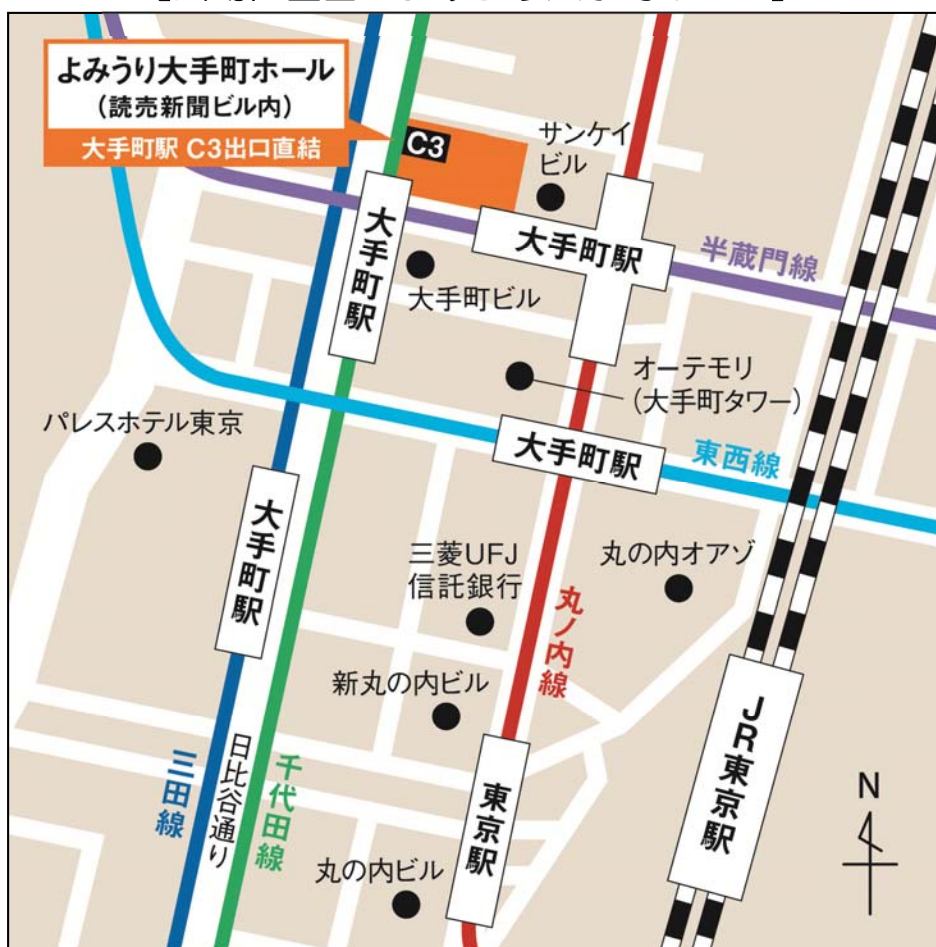 よみうり大手町ホール
(読売新聞ビル内)
大手町駅 C3出口直結
C3
サンケイ
ビル
大手町駅
大手町駅
半蔵門線
大手町ビル
オーテモリ
(大手町タワー)
パレスホテル東京
大手町駅
東西線
大手町駅
三菱UFJ
信託銀行
丸の内オアゾ
丸ノ内線
新丸の内ビル
JR東京駅
三田線
日比谷通り
千代田線
東京駅
N
丸の内ビル